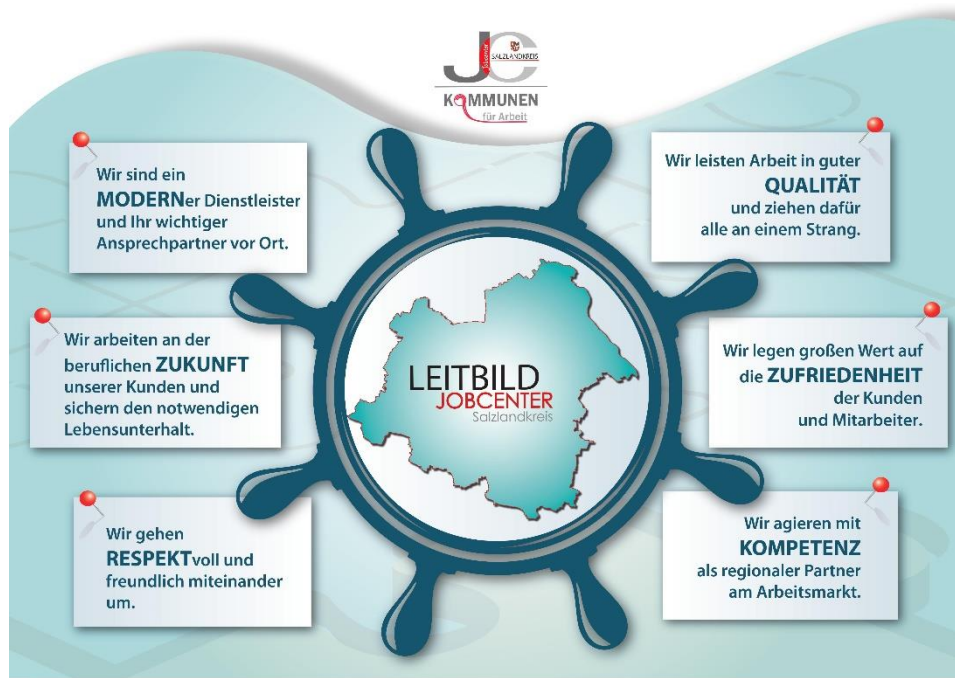 JC
Jobcenter
SALZLANDKREIS
KOMMUNEN
für Arbeit
Wir sind ein
MODERNer Dienstleister
und Ihr wichtiger
Ansprechpartner vor Ort.
Wir arbeiten an der
beruflichen ZUKUNFT
unserer Kunden und
sichern den notwendigen
Lebensunterhalt.
Wir gehen
RESPEKTvoll und
freundlich miteinander
um.
LEITBILD
JOBCENTER
Salzlandkreis
Wir leisten Arbeit in guter
QUALITÄT
und ziehen dafür
alle an einem Strang.
Wir legen großen Wert auf
die ZUFRIEDENHEIT
der Kunden
und Mitarbeiter.
Wir agieren mit
KOMPETENZ
als regionaler Partner
am Arbeitsmarkt.